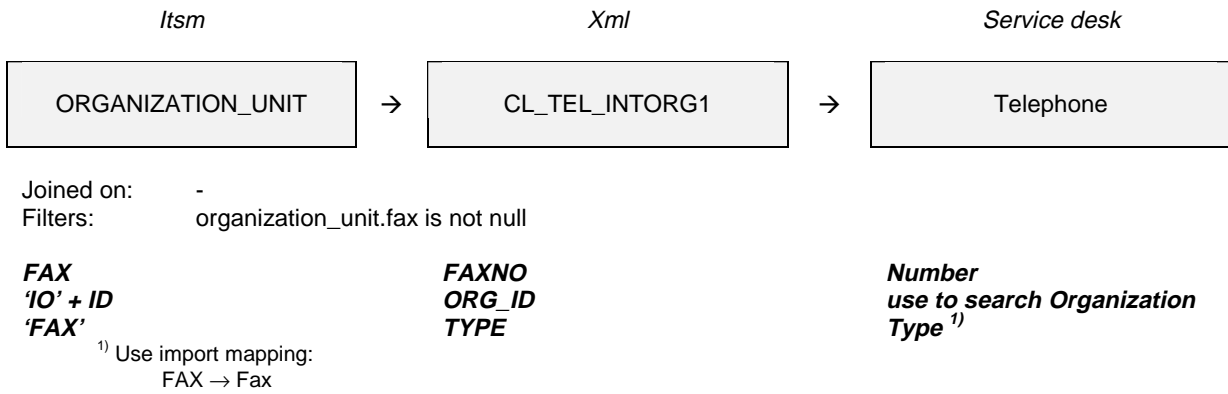 Itsm Xml Service desk
ORGANIZATION_UNIT → CL_TEL_INTORG1 → Telephone
Joined on: -
Filters: organization_unit.fax is not null
FAX FAXNO Number
‘IO’ + ID ORG_ID use to search Organization
‘FAX’ TYPE Type 1)
1) Use import mapping:
FAX → Fax